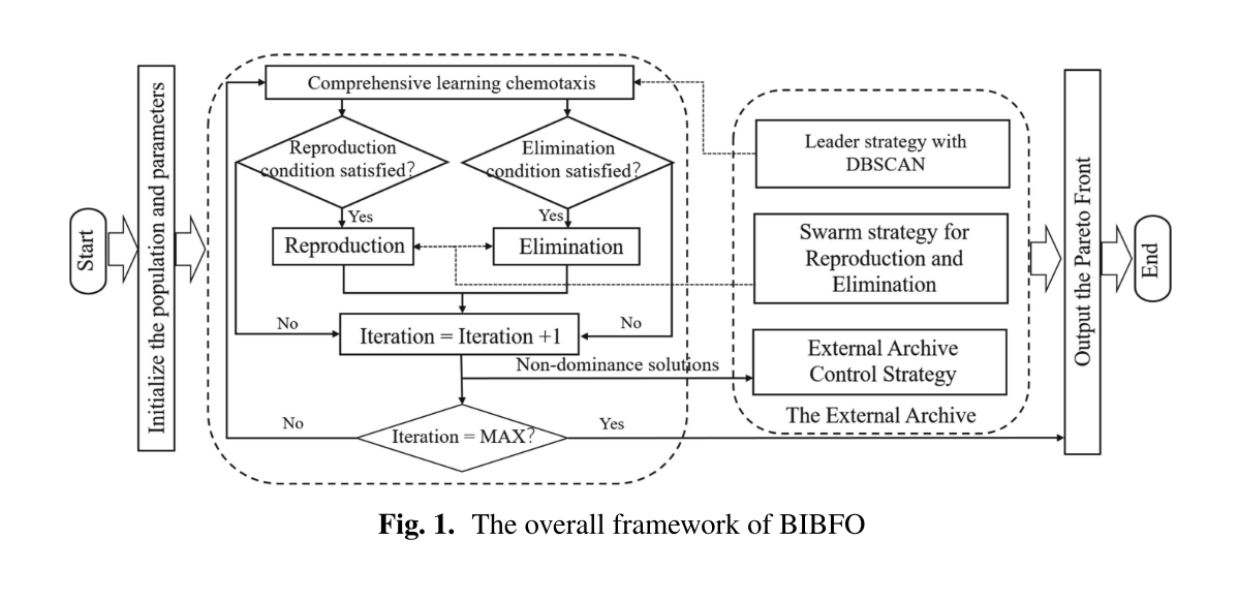 Start
Initialize the population and parameters
Comprehensive learning chemotaxis
Reproduction
condition satisfied?
Elimination
condition satisfied?
Yes
Yes
Reproduction
Elimination
No
No
Iteration = Iteration +1
Non-dominance solutions
No
Iteration = MAX?
Yes
Leader strategy with
DBSCAN
Swarm strategy for
Reproduction and
Elimination
External Archive
Control Strategy
The External Archive
Output the Pareto Front
End
Fig. 1. The overall framework of BIBFO